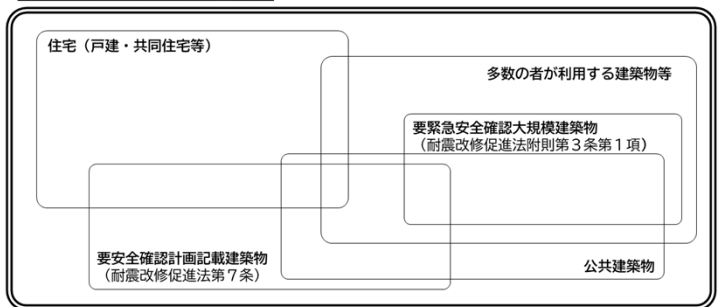 住宅（戸建・共同住宅等）
多数の者が利用する建築物等
要緊急安全確認大規模建築物
（耐震改修促進法附則第３条第１項）
要安全確認計画記載建築物
（耐震改修促進法第７条）
公共建築物